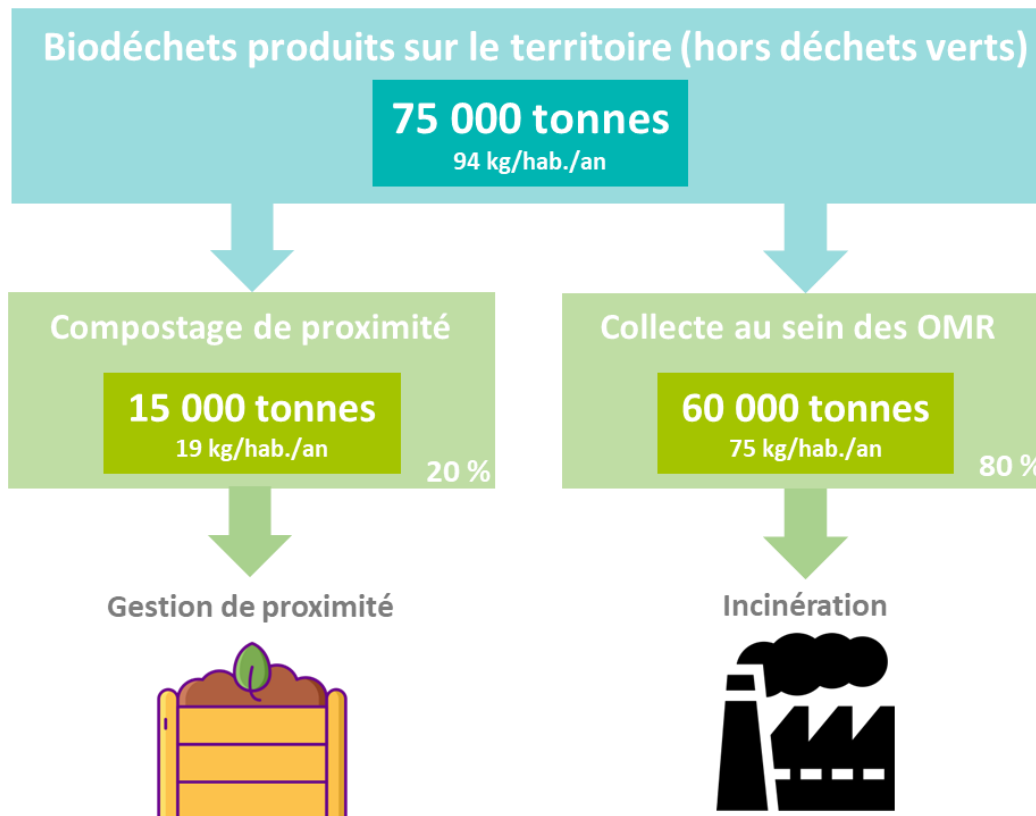 Biodéchets produits sur le territoire (hors déchets verts)
75 000 tonnes
94 kg/hab./an
Compostage de proximité
15 000 tonnes
19 kg/hab./an
20 %
Collecte au sein des OMR
60 000 tonnes
75 kg/hab./an
80 %
Gestion de proximité
Incinération